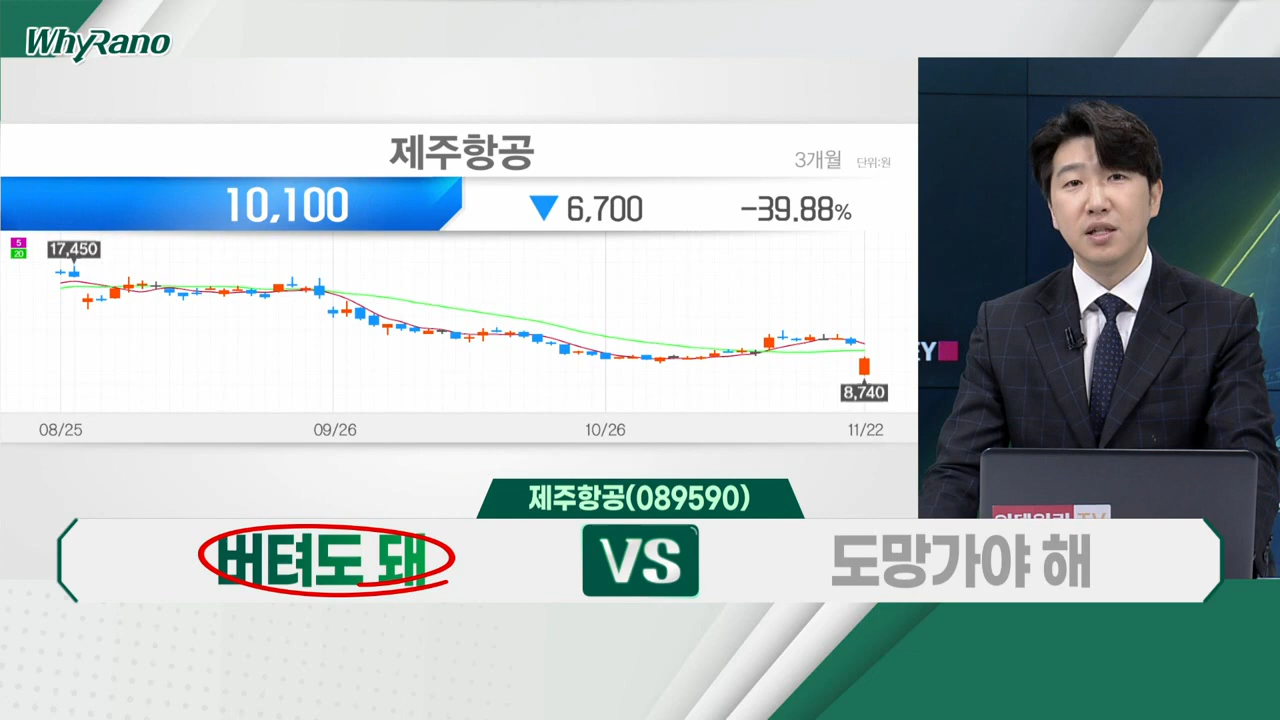 WhyRano
제주항공
3개월 단위:원
10,100 ▼ 6,700 -39.88%
5
20
17,450
8,740
08/25 09/26 10/26 11/22
EY
제주항공(089590)
버텨도 돼 VS 도망가야 해